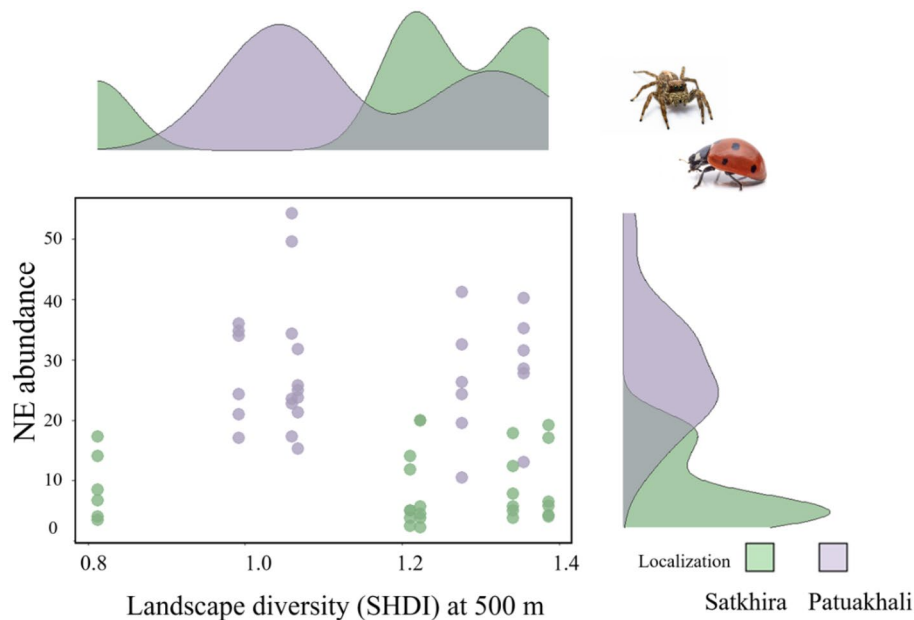 NE abundance
50
40
30
20
10
0
0.8 1.0 1.2 1.4
Landscape diversity (SHDI) at 500 m
Localization
Satkhira Patuakhali